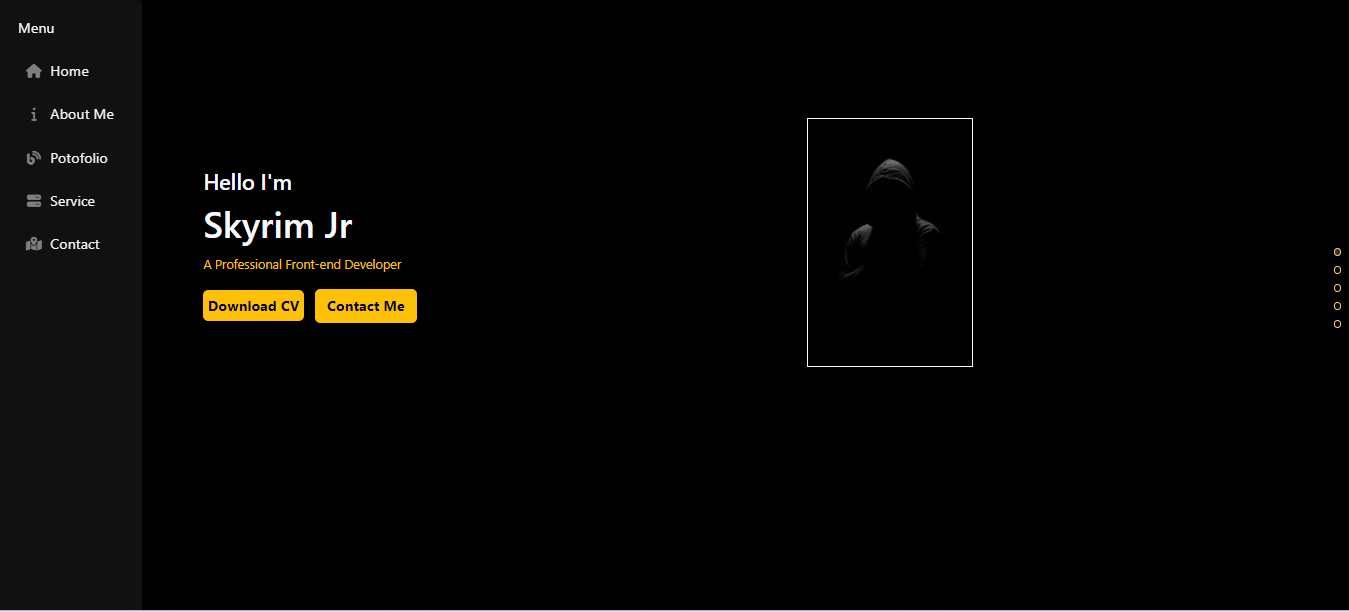 Menu
Home
About Me
Potofolio
Service
Contact
Hello I'm
Skyrim Jr
A Professional Front-end Developer
Download CV
Contact Me